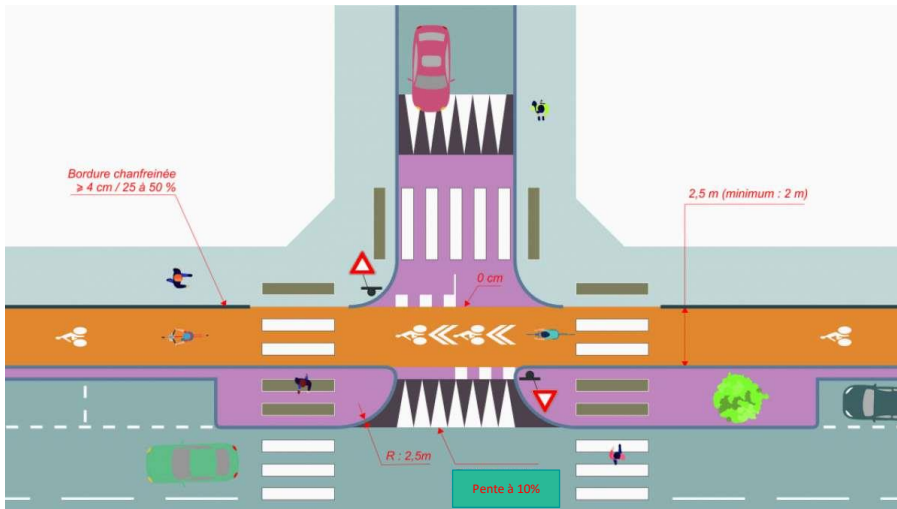 Bordure chanfreinée
⩾ 4 cm / 25 à 50 %
2,5 m (minimum : 2 m)
0 cm
R : 2,5m
Pente à 10%